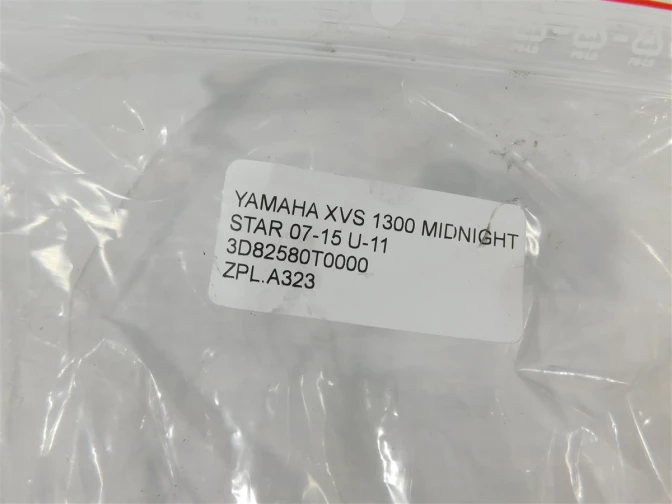 YAMAHA XVS 1300 MIDNIGHT
STAR 07-15 U-11
3D82580T0000
ZPL.A323